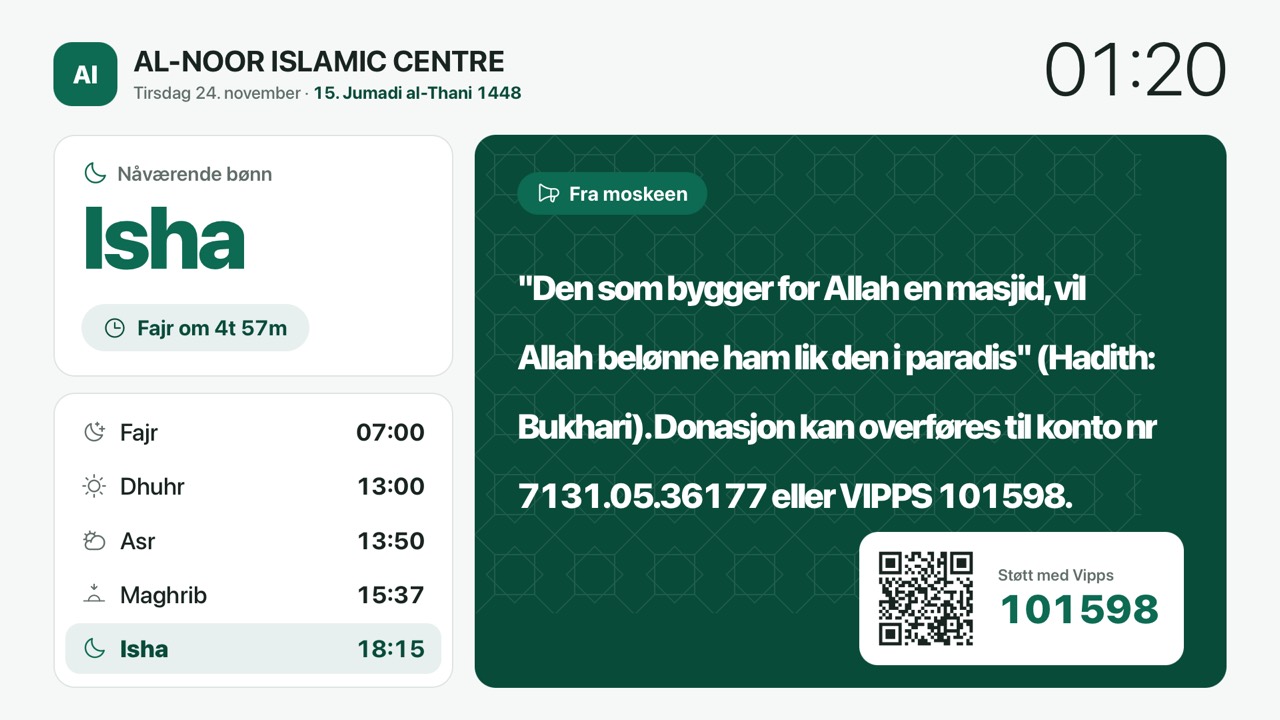 AI
AL-NOOR ISLAMIC CENTRE
Tirsdag 24. november · 15. Jumadi al-Thani 1448
01:20
Nåværende bønn
Isha
Fajr om 4t 57m
Fajr 07:00
Dhuhr 13:00
Asr 13:50
Maghrib 15:37
Isha 18:15
Fra moskeen
"Den som bygger for Allah en masjid, vil
Allah belønne ham lik den i paradis" (Hadith:
Bukhari). Donasjon kan overføres til konto nr
7131.05.36177 eller VIPPS 101598.
Støtt med Vipps
101598